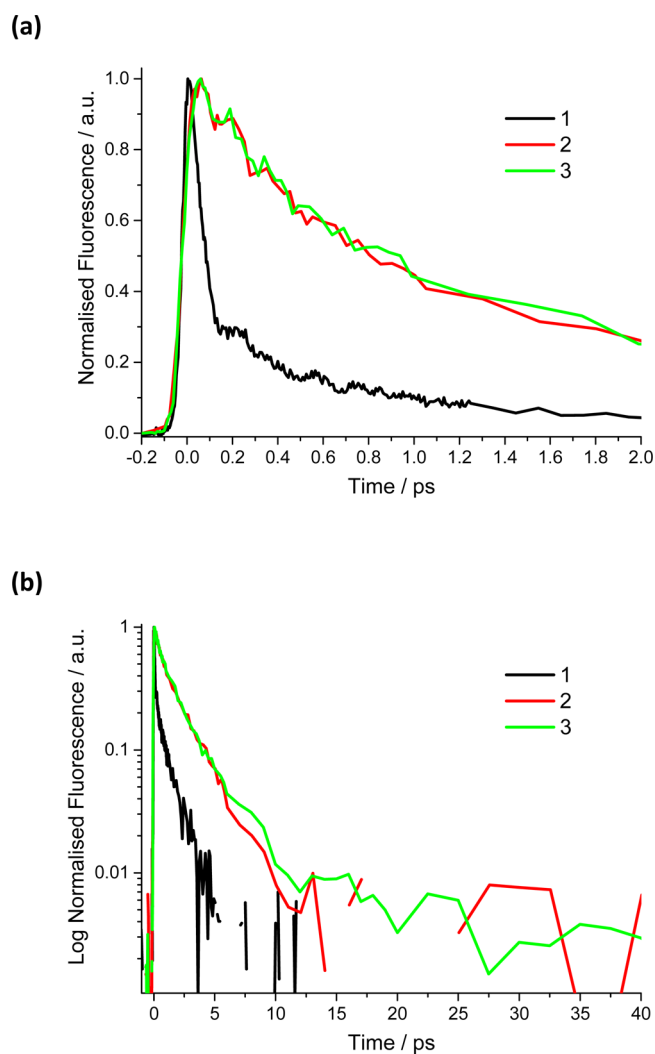 (a)
Normalised Fluorescence / a.u.
1.0
0.8
0.6
0.4
0.2
0.0
-0.2 0.0 0.2 0.4 0.6 0.8 1.0 1.2 1.4 1.6 1.8 2.0
Time / ps
1
2
3
(b)
Log Normalised Fluorescence / a.u.
1
0.1
0.01
0 5 10 15 20 25 30 35 40
Time / ps
1
2
3